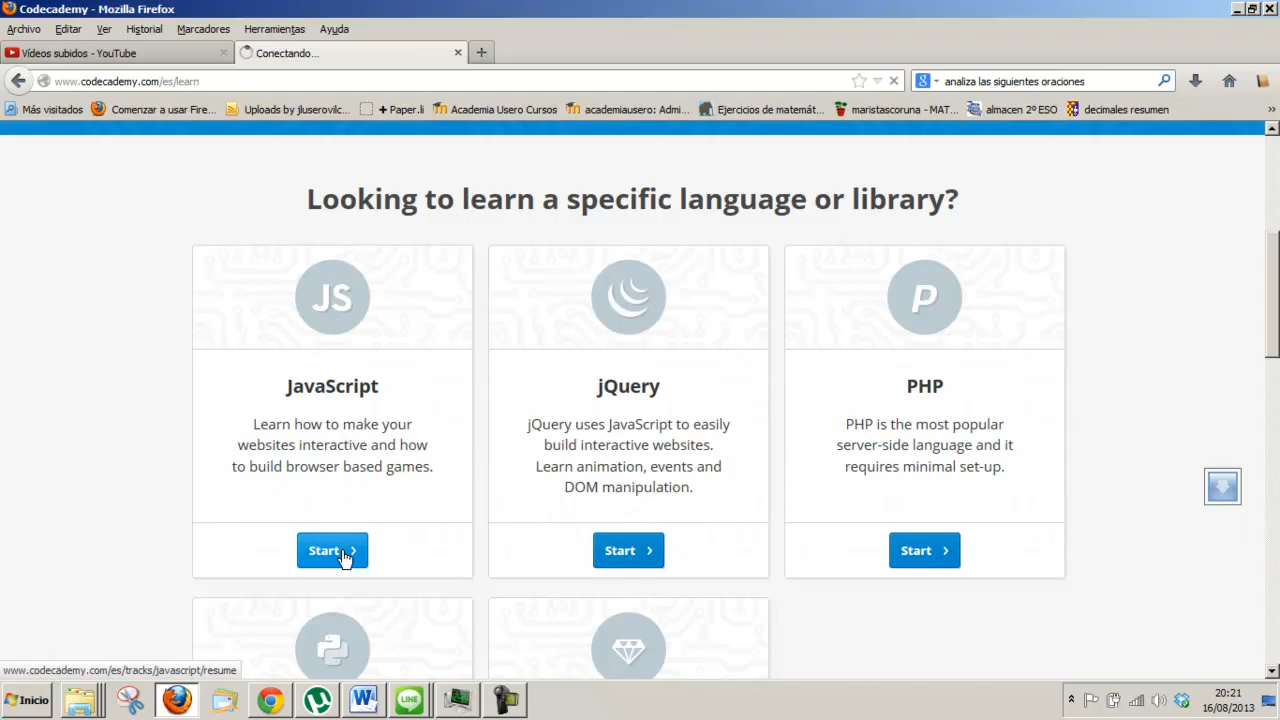 Codecademy - Mozilla Firefox
Archivo Editar Ver Historial Marcadores Herramientas Ayuda
Vídeos subidos - YouTube
Conectando...
www.codecademy.com/es/learn
analiza las siguientes oraciones
Más visitados
Comenzar a usar Fire...
Uploads by jluserovilc...
+ Paper.li
Academia Usero Cursos
academiausero: Admi...
Ejercicios de matemát...
maristascoruna - MAT...
almacen 2º ESO
decimales resumen
Looking to learn a specific language or library?
JS
JavaScript
Learn how to make your
websites interactive and how
to build browser based games.
Start
jQuery
jQuery uses JavaScript to easily
build interactive websites.
Learn animation, events and
DOM manipulation.
Start
P
PHP
PHP is the most popular
server-side language and it
requires minimal set-up.
Start
www.codecademy.com/es/tracks/javascript/resume
Inicio
W
LINE
20:21
16/08/2013